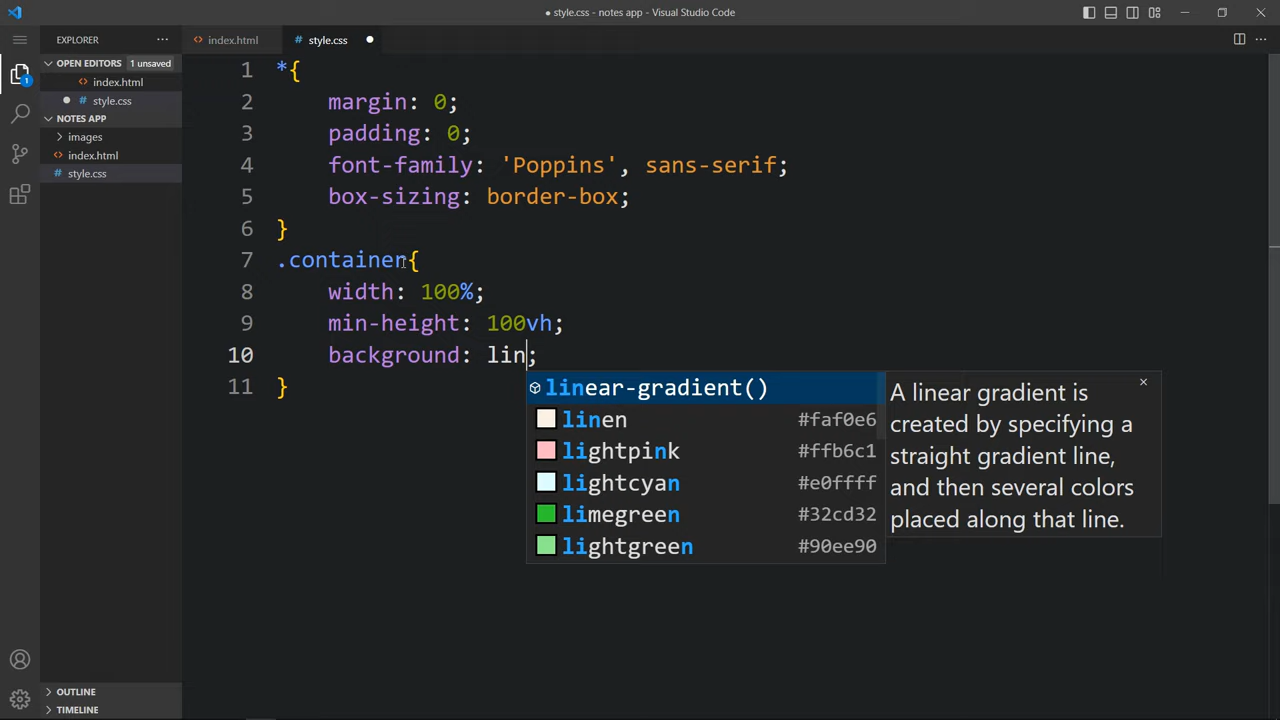 ● style.css - notes app - Visual Studio Code
EXPLORER
index.html
style.css
OPEN EDITORS
1 unsaved
index.html
style.css
NOTES APP
images
index.html
style.css
OUTLINE
TIMELINE
1
1 *{
2 margin: 0;
3 padding: 0;
4 font-family: 'Poppins', sans-serif;
5 box-sizing: border-box;
6 }
7 .container{
8 width: 100%;
9 min-height: 100vh;
10 background: lin;
11 }
linear-gradient()
linen #faf0e6
lightpink #ffb6c1
lightcyan #e0ffff
limegreen #32cd32
lightgreen #90ee90
A linear gradient is
created by specifying a
straight gradient line,
and then several colors
placed along that line.